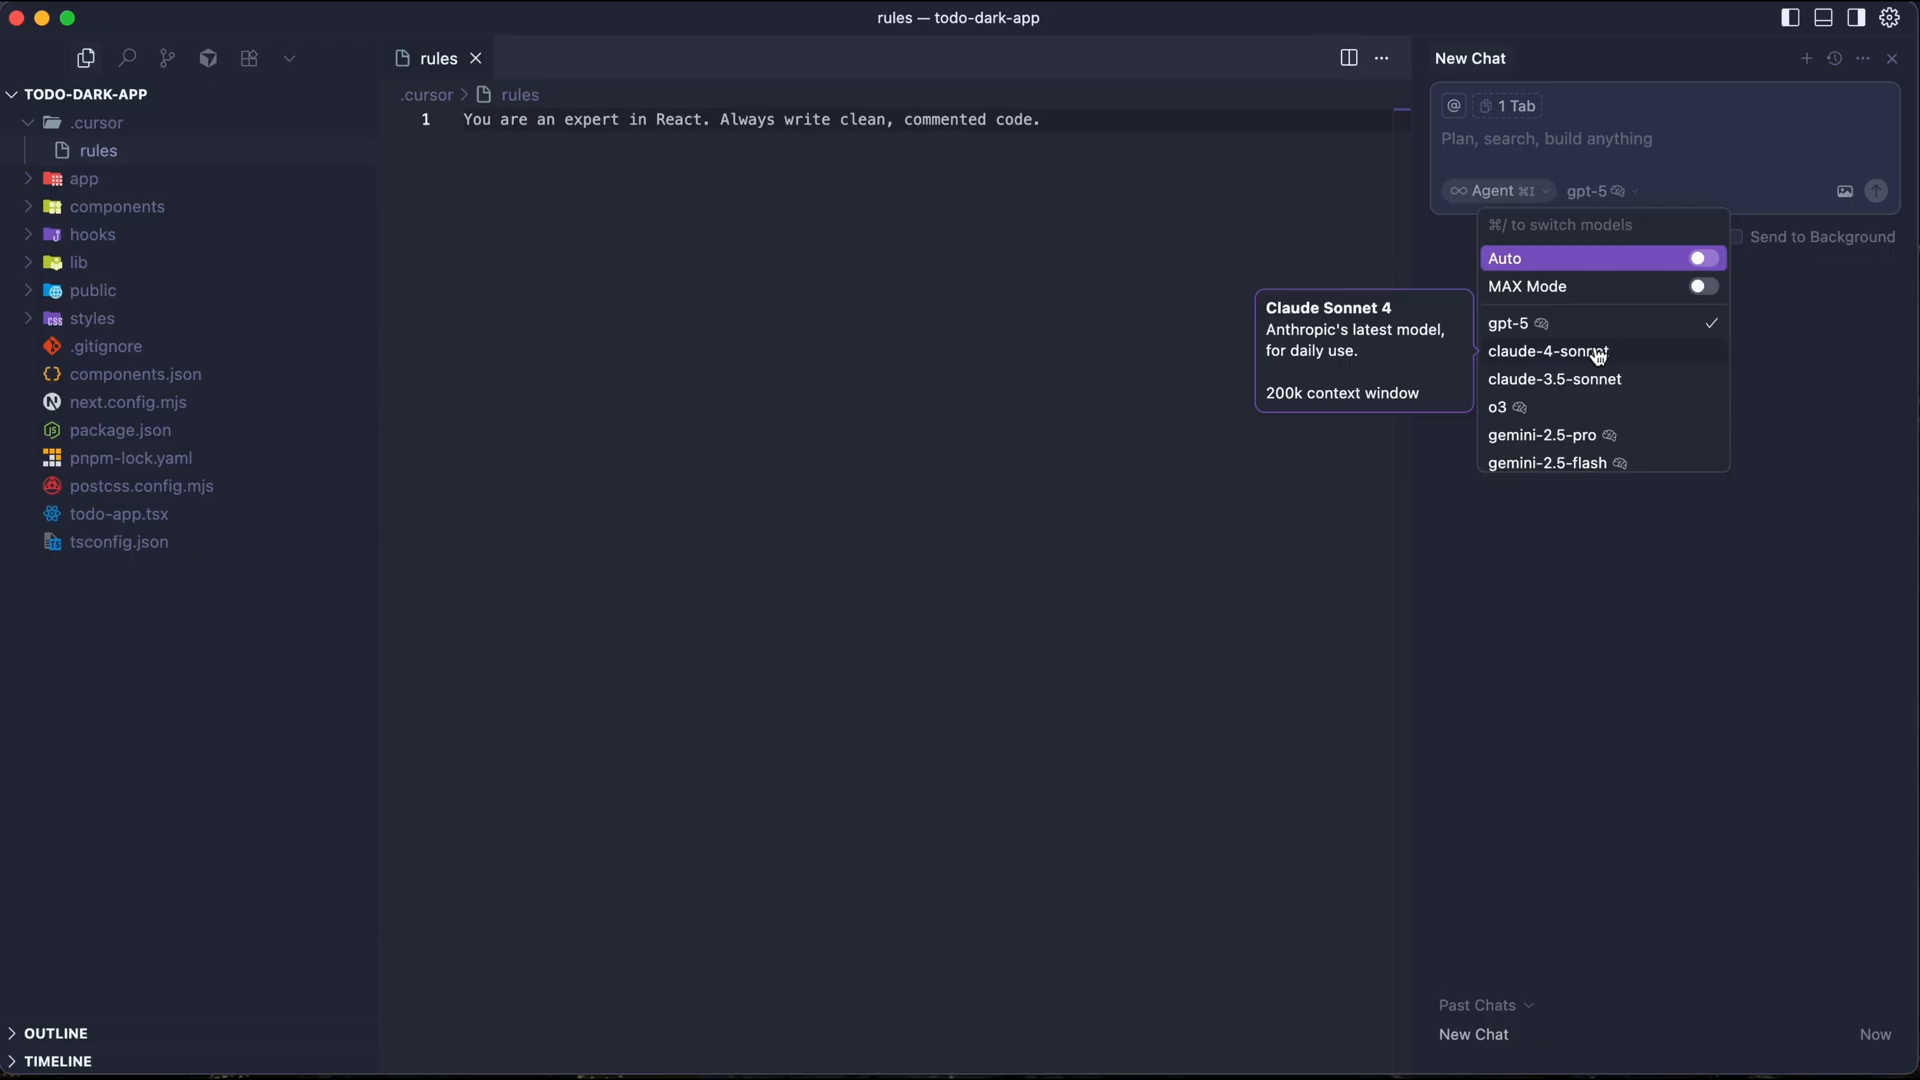 rules — todo-dark-app
TODO-DARK-APP
.cursor
rules
app
components
hooks
lib
public
styles
.gitignore
components.json
next.config.mjs
package.json
pnpm-lock.yaml
postcss.config.mjs
todo-app.tsx
tsconfig.json
OUTLINE
TIMELINE
rules
.cursor > rules
1 You are an expert in React. Always write clean, commented code.
New Chat
@ 1 Tab
Plan, search, build anything
∞ Agent ⌘I gpt-5
Send to Background
⌘/ to switch models
Auto
MAX Mode
gpt-5
claude-4-sonnet
claude-3.5-sonnet
o3
gemini-2.5-pro
gemini-2.5-flash
Claude Sonnet 4
Anthropic's latest model,
for daily use.
200k context window
Past Chats
New Chat Now